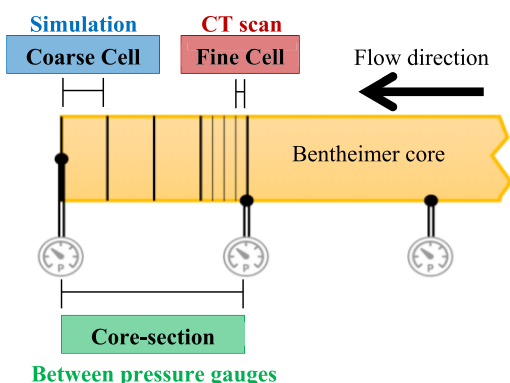 Simulation
CT scan
Coarse Cell
Fine Cell
Flow direction
Bentheimer core
P
P
P
Core-section
Between pressure gauges